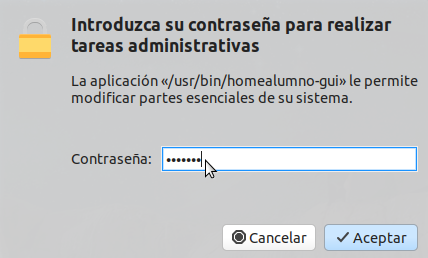 Introduzca su contraseña para realizar
tareas administrativas
La aplicación «/usr/bin/homealumno-gui» le permite
modificar partes esenciales de su sistema.
Contraseña: •••••••
Cancelar
Aceptar